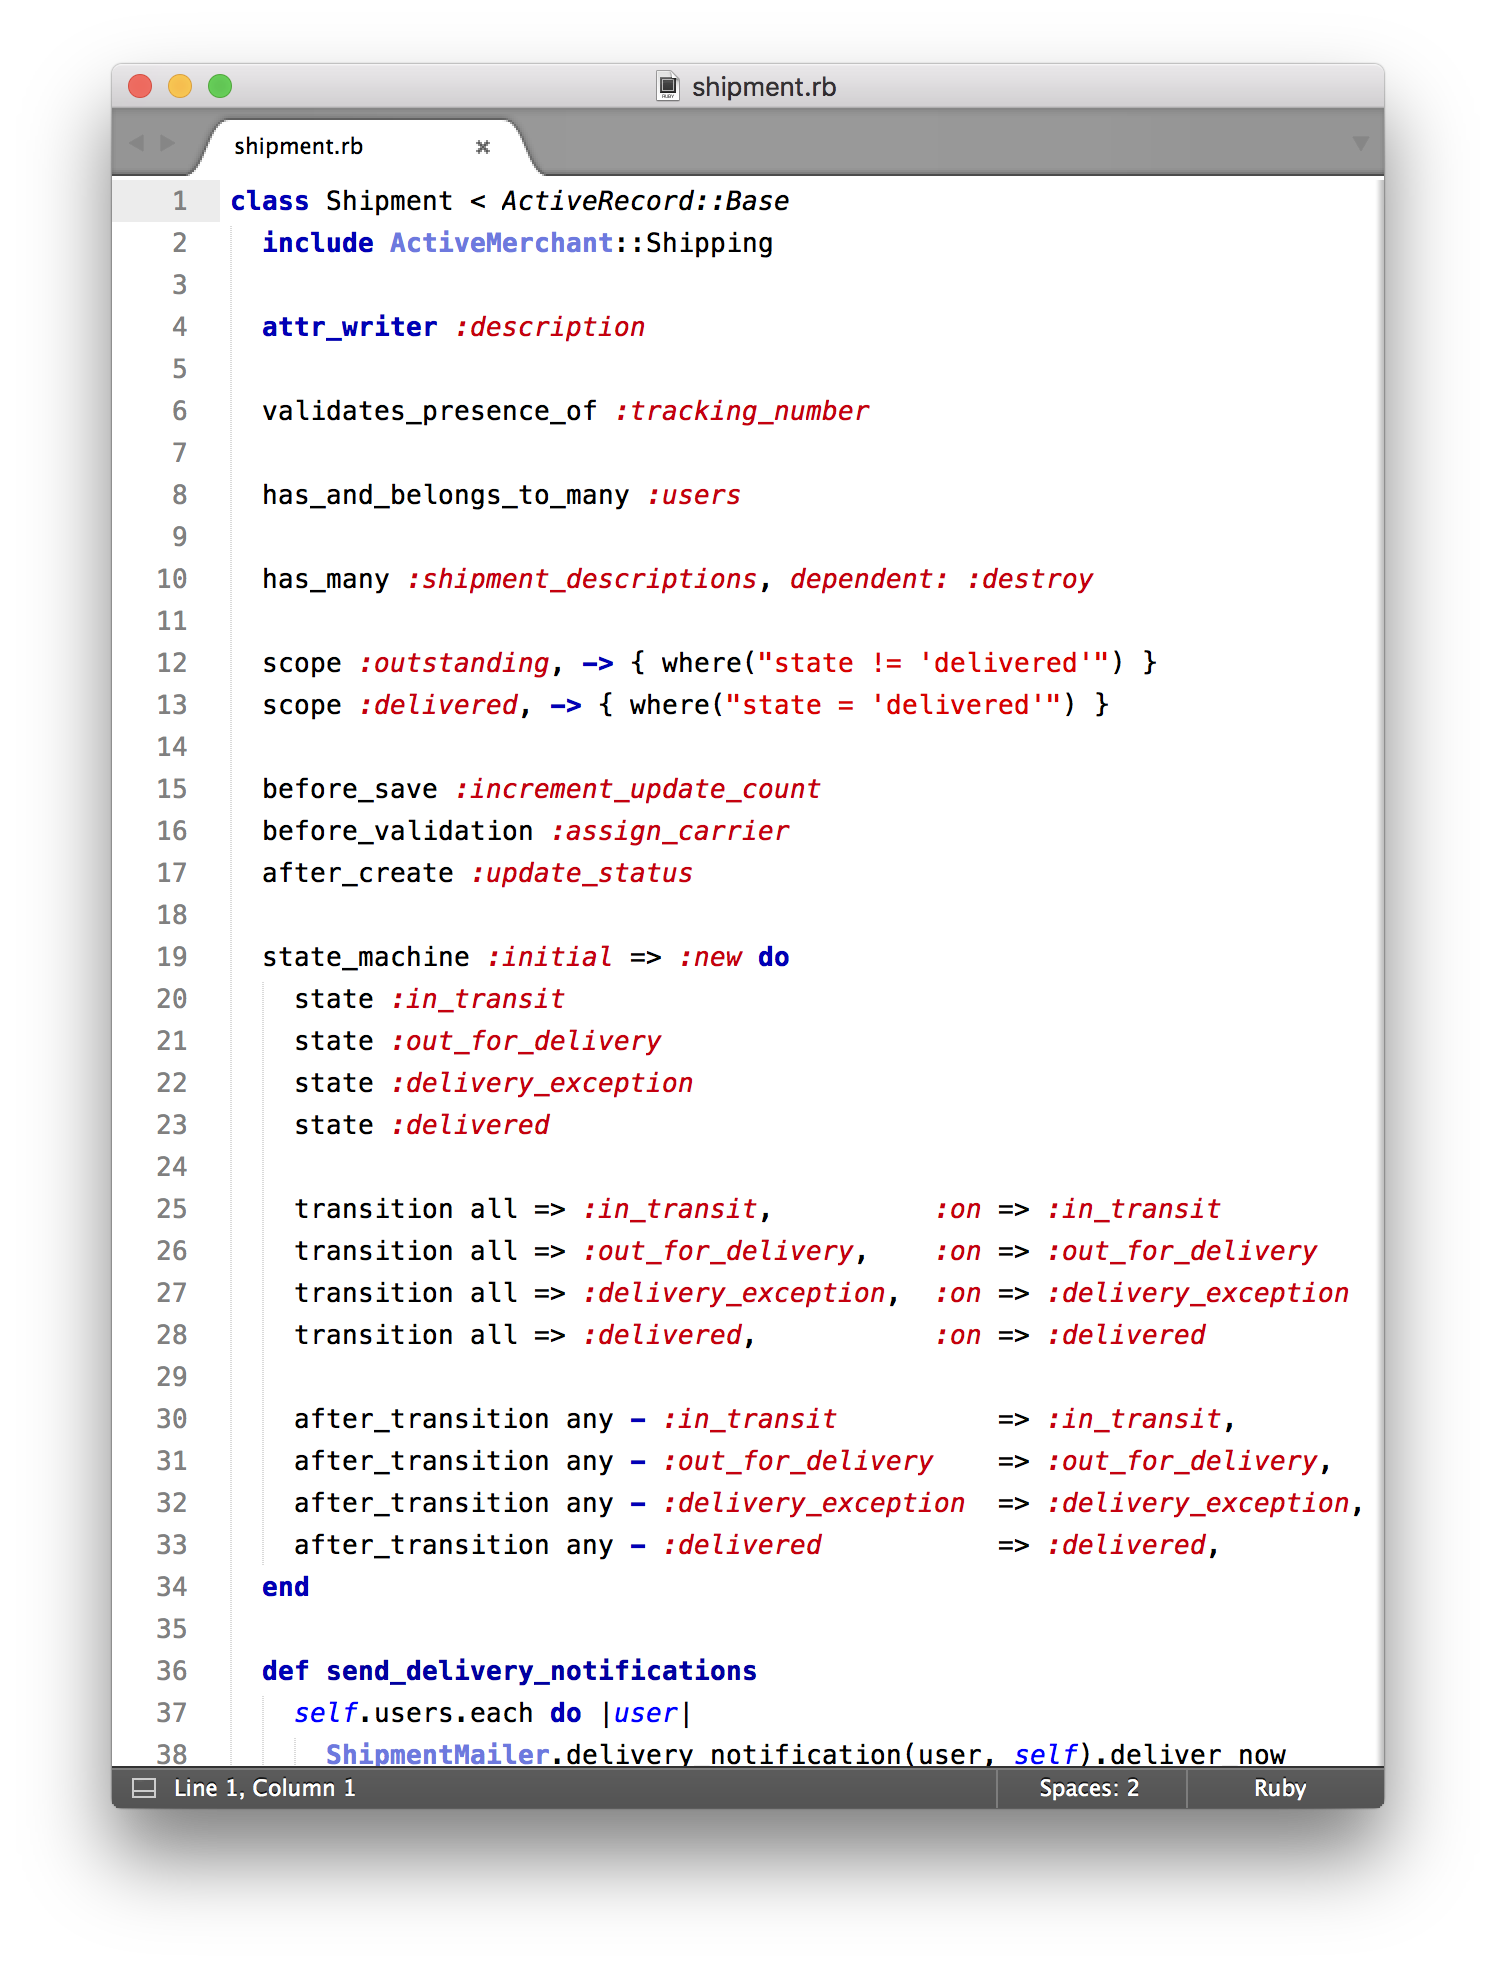 shipment.rb
shipment.rb
1 class Shipment < ActiveRecord::Base
2   include ActiveMerchant::Shipping
3
4   attr_writer :description
5
6   validates_presence_of :tracking_number
7
8   has_and_belongs_to_many :users
9
10   has_many :shipment_descriptions, dependent: :destroy
11
12   scope :outstanding, -> { where("state != 'delivered'") }
13   scope :delivered, -> { where("state = 'delivered'") }
14
15   before_save :increment_update_count
16   before_validation :assign_carrier
17   after_create :update_status
18
19   state_machine :initial => :new do
20     state :in_transit
21     state :out_for_delivery
22     state :delivery_exception
23     state :delivered
24
25     transition all => :in_transit,          :on => :in_transit
26     transition all => :out_for_delivery,    :on => :out_for_delivery
27     transition all => :delivery_exception,  :on => :delivery_exception
28     transition all => :delivered,           :on => :delivered
29
30     after_transition any - :in_transit          => :in_transit,
31     after_transition any - :out_for_delivery    => :out_for_delivery,
32     after_transition any - :delivery_exception  => :delivery_exception,
33     after_transition any - :delivered           => :delivered,
34   end
35
36   def send_delivery_notifications
37     self.users.each do |user|
38       ShipmentMailer.delivery_notification(user, self).deliver_now
Line 1, Column 1 Spaces: 2 Ruby